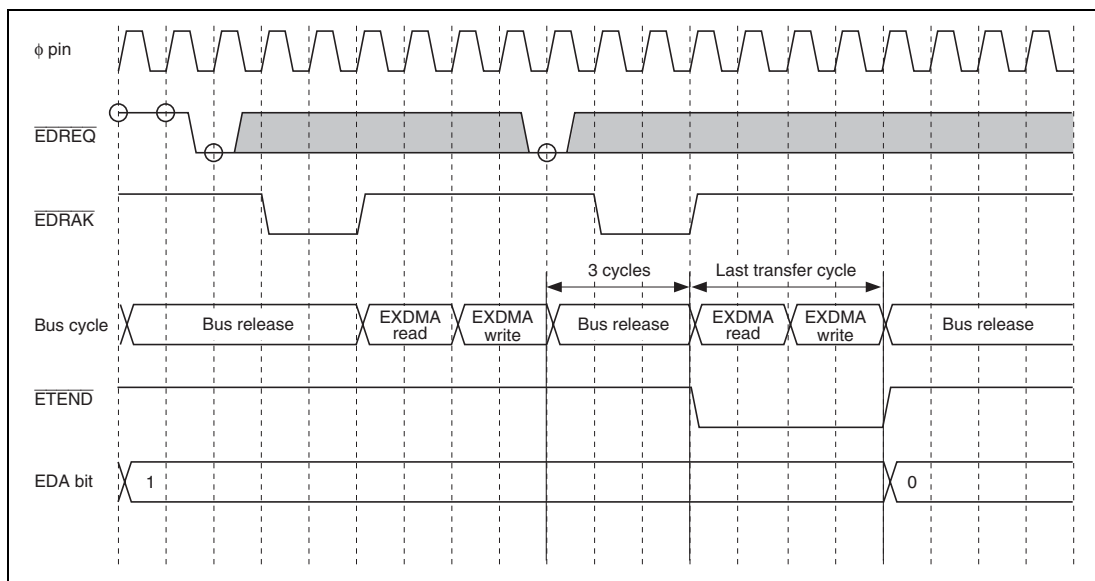 ϕ pin
EDREQ
EDRAK
3 cycles
Last transfer cycle
Bus cycle
Bus release
EXDMA
read
EXDMA
write
Bus release
EXDMA
read
EXDMA
write
Bus release
ETEND
EDA bit
1
0